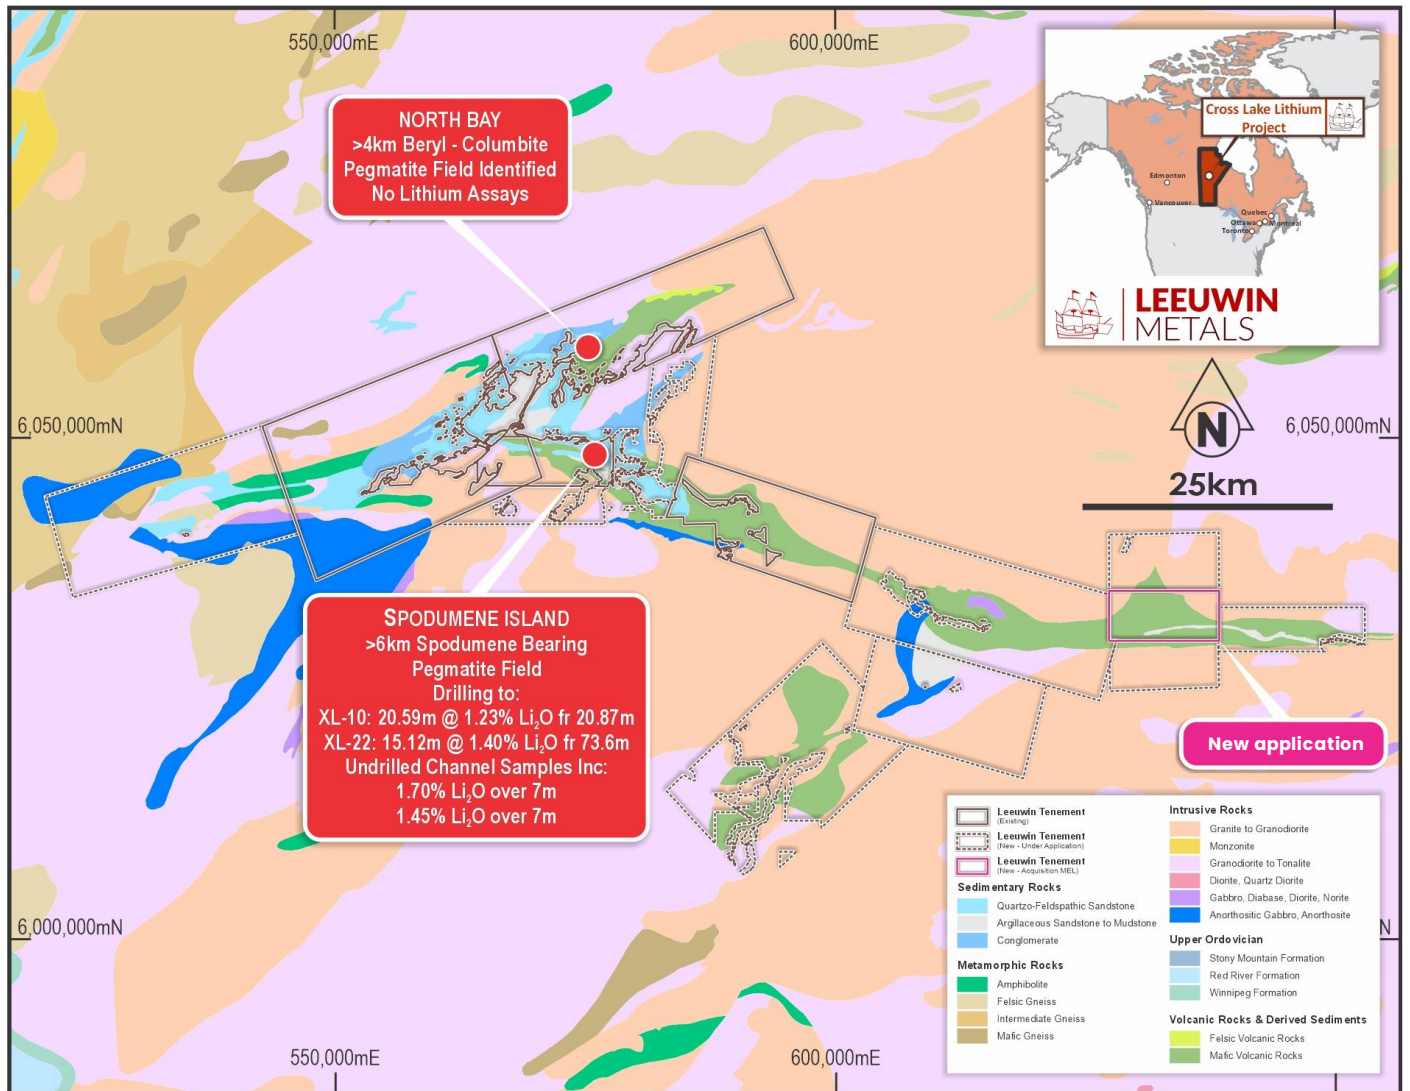 550,000mE
600,000mE
NORTH BAY
>4km Beryl - Columbite
Pegmatite Field Identified
No Lithium Assays
Cross Lake Lithium
Project
Edmonton
Vancouver
Quebec
Ottawa
Montreal
Toronto
LEEUWIN
METALS
6,050,000mN
6,050,000mN
N
25km
SPODUMENE ISLAND
>6km Spodumene Bearing
Pegmatite Field
Drilling to:
XL-10: 20.59m @ 1.23% Li₂O fr 20.87m
XL-22: 15.12m @ 1.40% Li₂O fr 73.6m
Undrilled Channel Samples Inc:
1.70% Li₂O over 7m
1.45% Li₂O over 7m
New application
Leeuwin Tenement
(Existing)
Leeuwin Tenement
(New - Under Application)
Leeuwin Tenement
(New - Acquisition MEL)
Sedimentary Rocks
Quartzo-Feldspathic Sandstone
Argillaceous Sandstone to Mudstone
Conglomerate
Metamorphic Rocks
Amphibolite
Felsic Gneiss
Intermediate Gneiss
Mafic Gneiss
Intrusive Rocks
Granite to Granodiorite
Monzonite
Granodiorite to Tonalite
Diorite, Quartz Diorite
Gabbro, Diabase, Diorite, Norite
Anorthositic Gabbro, Anorthosite
Upper Ordovician
Stony Mountain Formation
Red River Formation
Winnipeg Formation
Volcanic Rocks & Derived Sediments
Felsic Volcanic Rocks
Mafic Volcanic Rocks
6,000,000mN
N
550,000mE
600,000mE